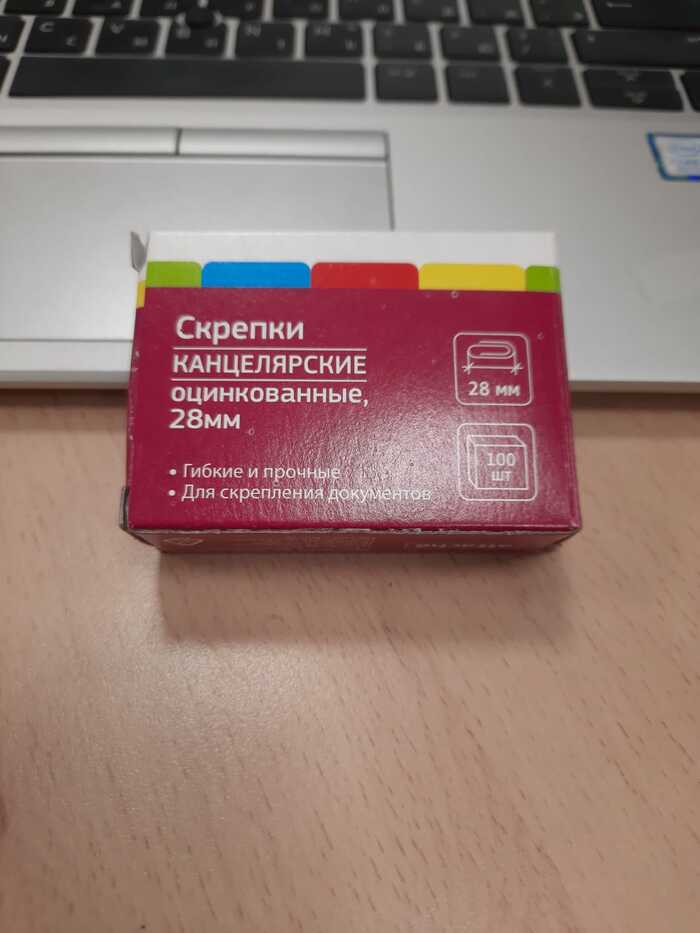 Скрепки
КАНЦЕЛЯРСКИЕ
оцинкованные,
28мм
• Гибкие и прочные
• Для скрепления документов
28 мм
100
шт